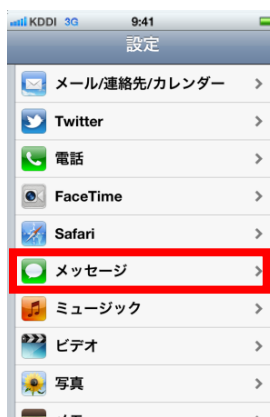 KDDI 3G 9:41
設定
メール/連絡先/カレンダー
Twitter
電話
FaceTime
Safari
メッセージ
ミュージック
ビデオ
写真